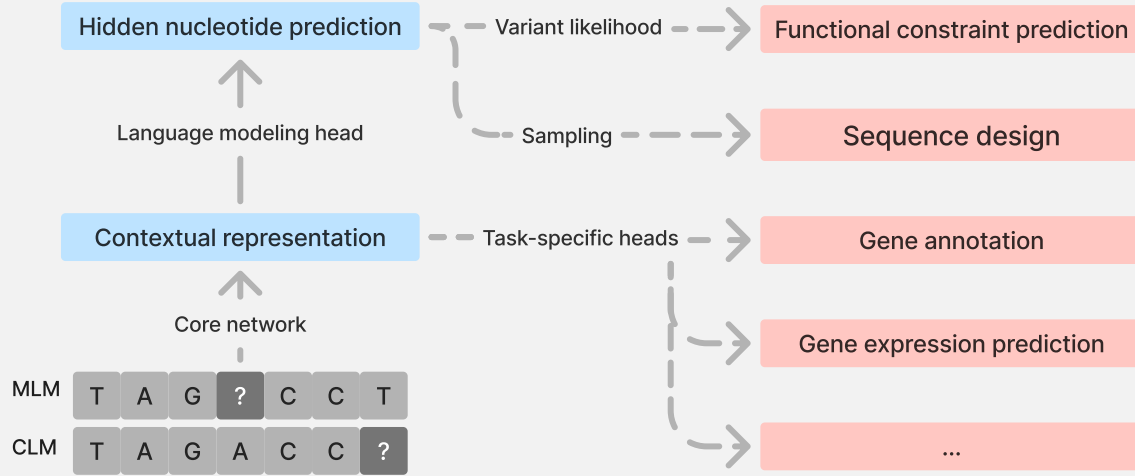 Hidden nucleotide prediction
Variant likelihood
Functional constraint prediction
Language modeling head
Sampling
Sequence design
Contextual representation
Task-specific heads
Gene annotation
Core network
Gene expression prediction
MLM T A G ? C C T
CLM T A G A C C ?
...